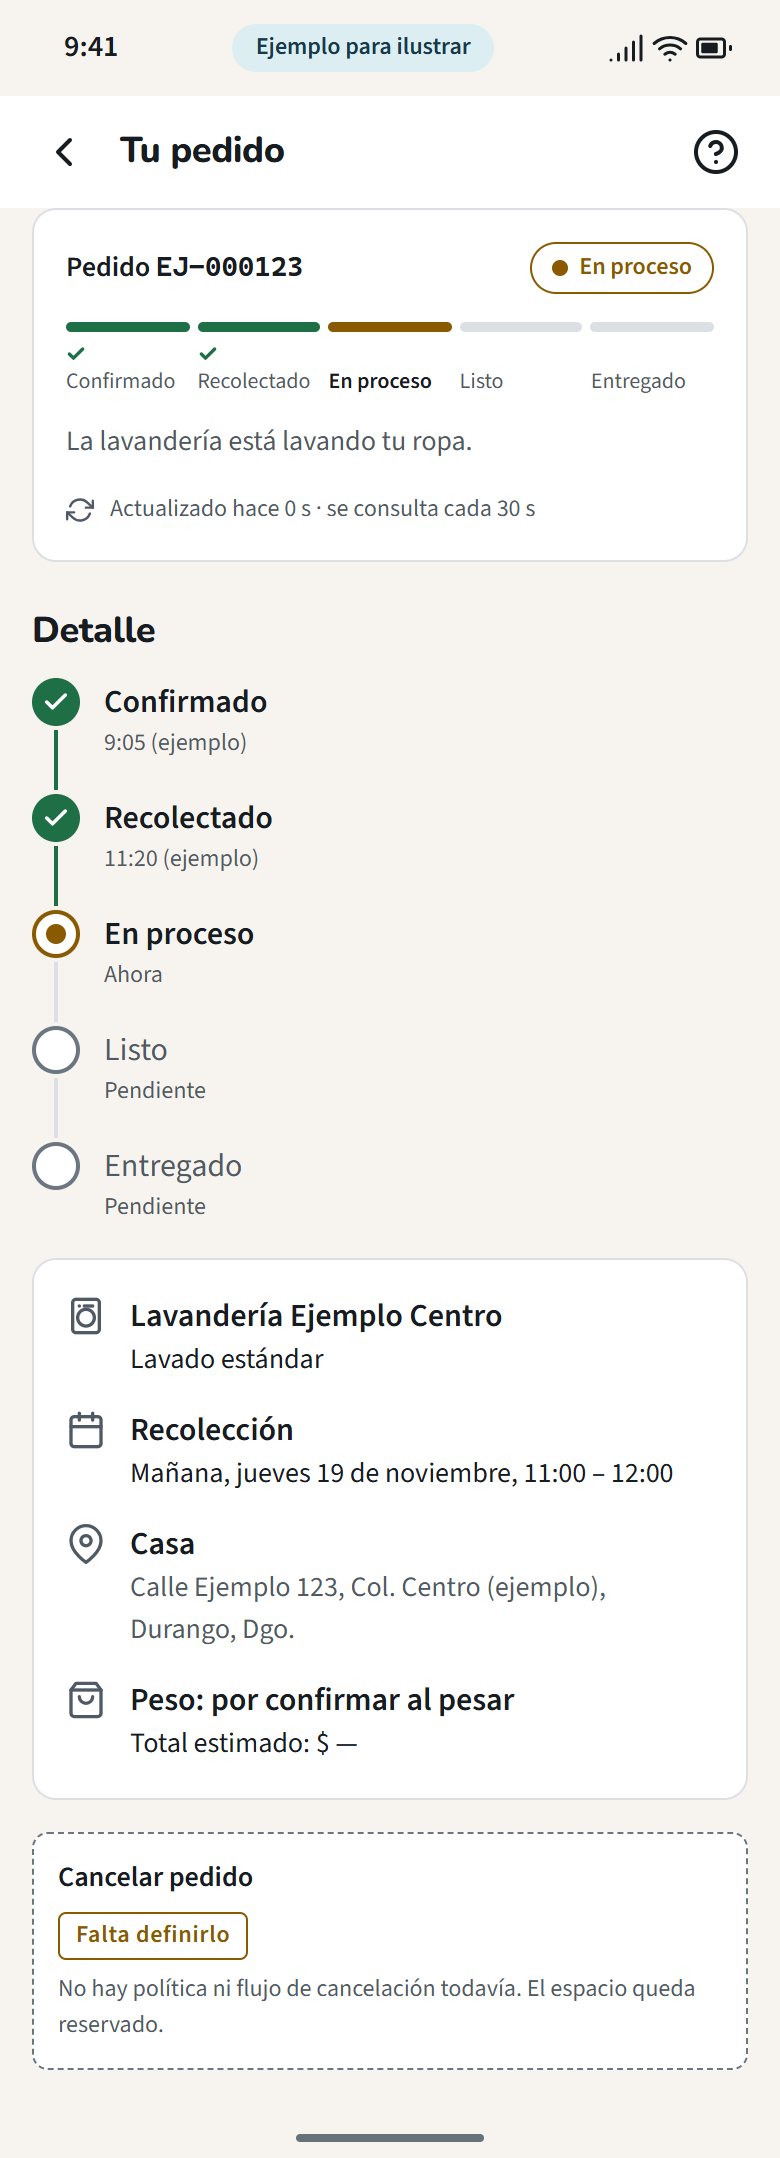 9:41
Ejemplo para ilustrar
Tu pedido
Pedido EJ-000123
En proceso
Confirmado
Recolectado
En proceso
Listo
Entregado
La lavandería está lavando tu ropa.
Actualizado hace 0 s · se consulta cada 30 s
Detalle
Confirmado
9:05 (ejemplo)
Recolectado
11:20 (ejemplo)
En proceso
Ahora
Listo
Pendiente
Entregado
Pendiente
Lavandería Ejemplo Centro
Lavado estándar
Recolección
Mañana, jueves 19 de noviembre, 11:00 – 12:00
Casa
Calle Ejemplo 123, Col. Centro (ejemplo),
Durango, Dgo.
Peso: por confirmar al pesar
Total estimado: $ —
Cancelar pedido
Falta definirlo
No hay política ni flujo de cancelación todavía. El espacio queda
reservado.